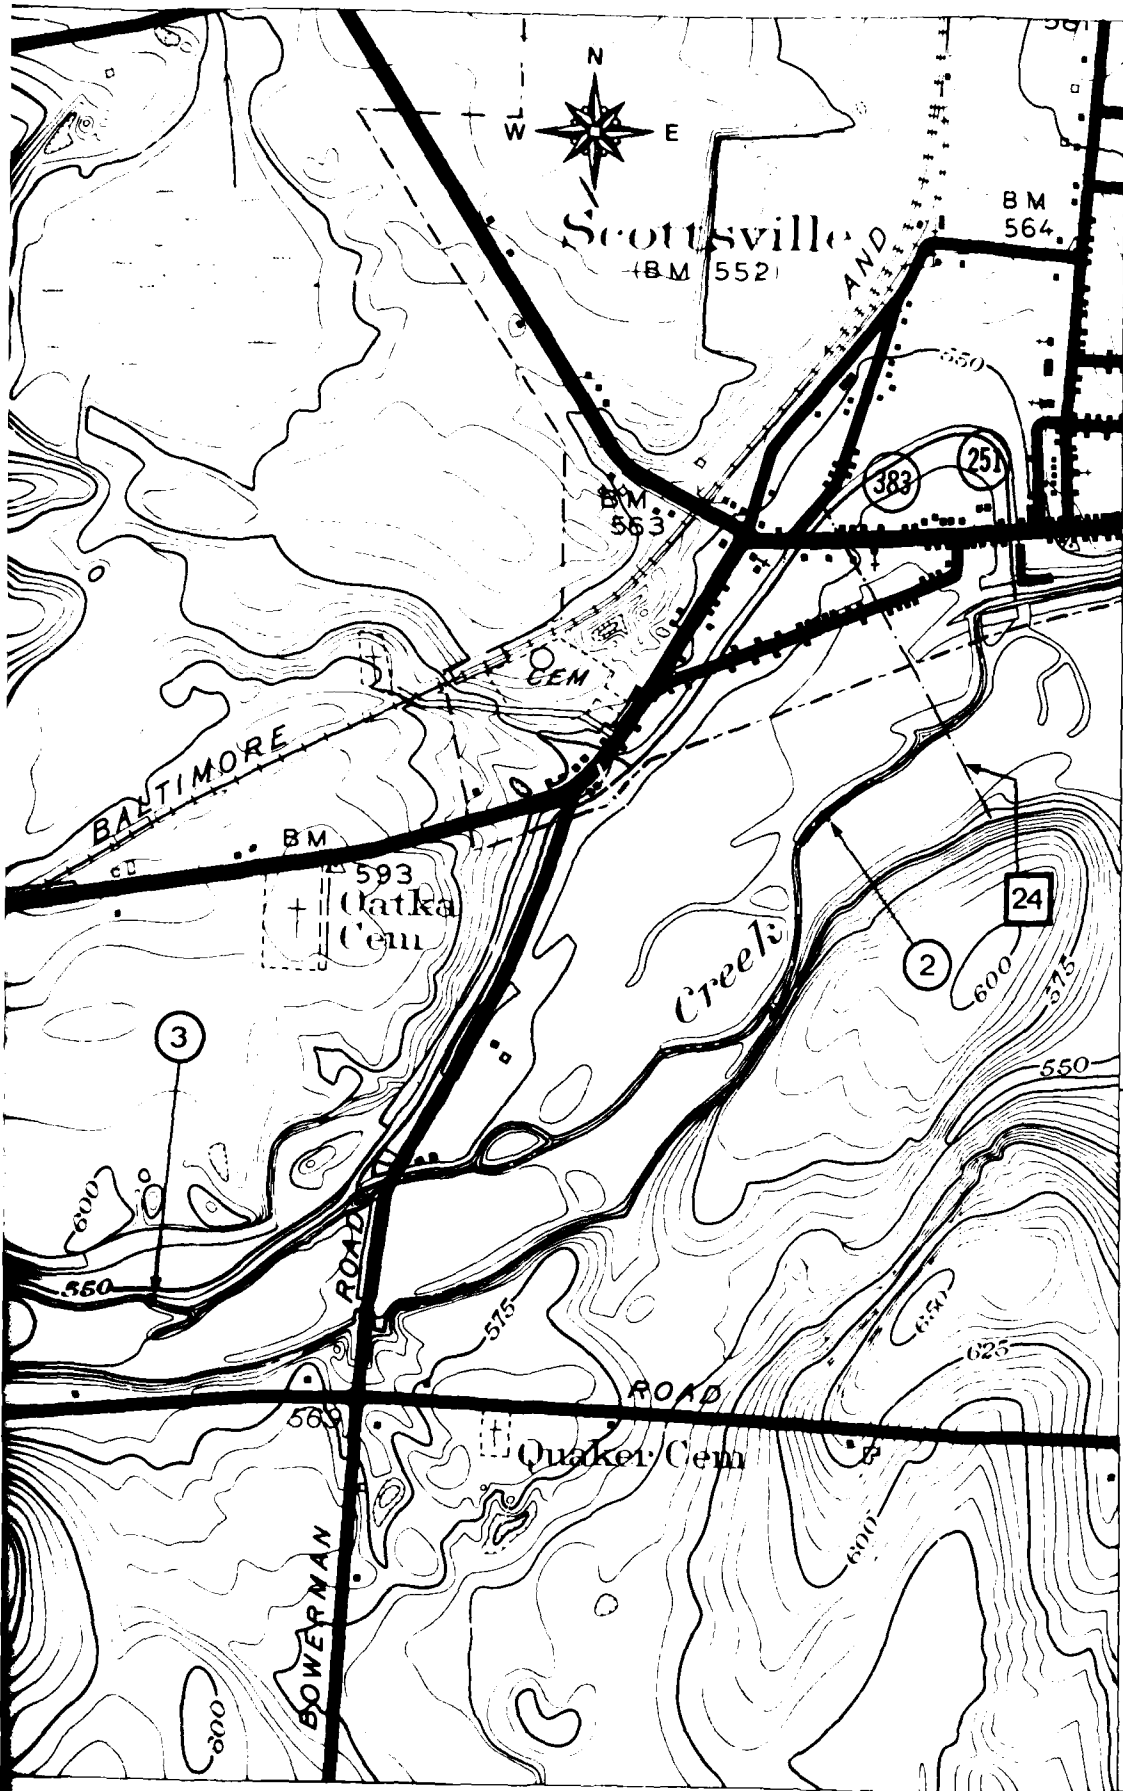 N
W E
BM
564
Scottsville
(BM 552)
AND
550
383
251
BM
563
CEM
BALTIMORE
BM
593
Oatka
Cem
24
2
Creek
600
575
3
550
600
ROAD
550
575
650
625
ROAD
569
Quaker Cem
600
BOWERMAN
600